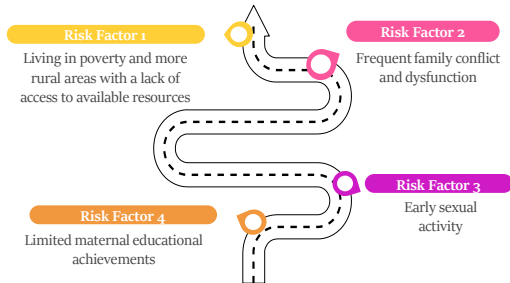 Risk Factor 1
Living in poverty and more
rural areas with a lack of
access to available resources
Risk Factor 2
Frequent family conflict
and dysfunction
Risk Factor 3
Early sexual
activity
Risk Factor 4
Limited maternal educational
achievements